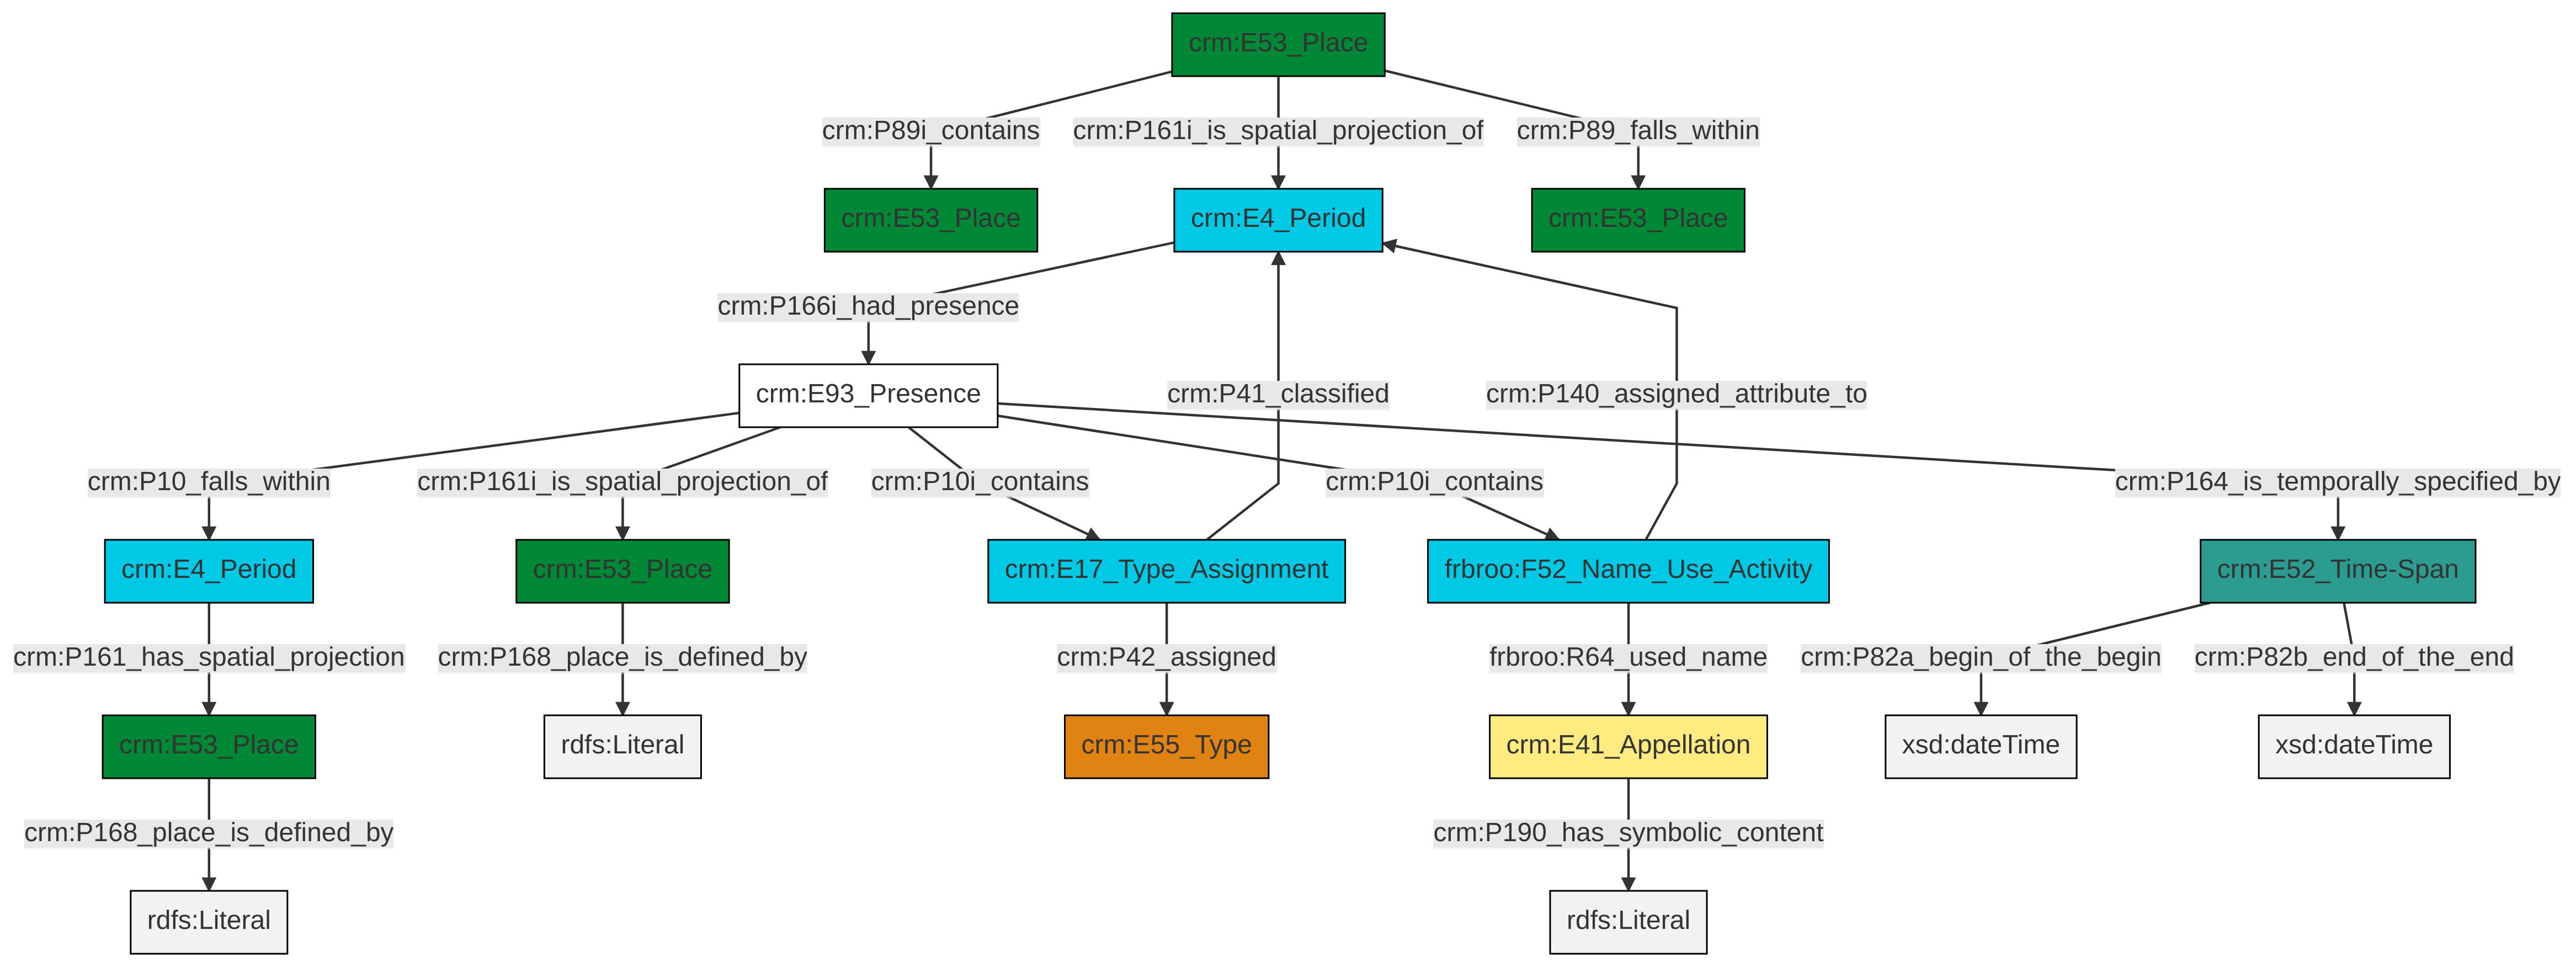 crm:E53_Place
crm:P89i_contains
crm:P161i_is_spatial_projection_of
crm:P89_falls_within
crm:E53_Place
crm:E4_Period
crm:E53_Place
crm:P166i_had_presence
crm:E93_Presence
crm:P41_classified
crm:P140_assigned_attribute_to
crm:P10_falls_within
crm:P161i_is_spatial_projection_of
crm:P10i_contains
crm:P10i_contains
crm:P164_is_temporally_specified_by
crm:E4_Period
crm:E53_Place
crm:E17_Type_Assignment
frbroo:F52_Name_Use_Activity
crm:E52_Time-Span
crm:P161_has_spatial_projection
crm:P168_place_is_defined_by
crm:P42_assigned
frbroo:R64_used_name
crm:P82a_begin_of_the_begin
crm:P82b_end_of_the_end
crm:E53_Place
rdfs:Literal
crm:E55_Type
crm:E41_Appellation
xsd:dateTime
xsd:dateTime
crm:P168_place_is_defined_by
crm:P190_has_symbolic_content
rdfs:Literal
rdfs:Literal